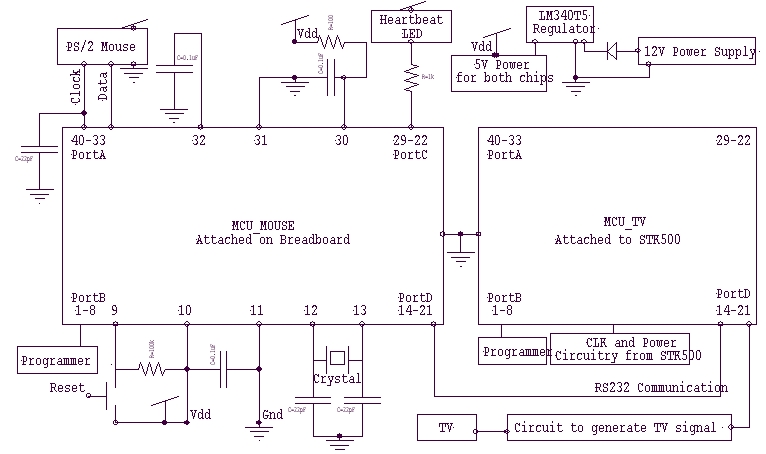 PS/2 Mouse
Clock
Data
C=0.1uF
Vdd
R=100
C=0.1uF
Heartbeat
LED
R=1k
Vdd
LM340T5
Regulator
5V Power
for both chips
12V Power Supply
C=22pF
40-33
PortA
32
31
30
29-22
PortC
MCU_MOUSE
Attached on Breadboard
PortB
1-8
9
10
11
12
13
PortD
14-21
40-33
PortA
29-22
MCU_TV
Attached to STK500
PortB
1-8
PortD
14-21
Programmer
R=100k
C=0.1uF
Reset
Vdd
Gnd
Crystal
C=22pF
C=22pF
Programmer
CLK and Power
Circuitry from STK500
RS232 Communication
TV
Circuit to generate TV signal